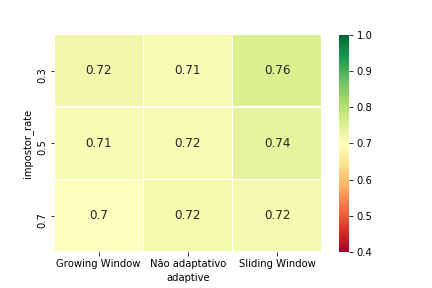 1.0
0.3 0.72 0.71 0.76 0.9
0.8
impostor_rate 0.5 0.71 0.72 0.74 0.7
0.6
0.7 0.7 0.72 0.72 0.5
0.4
Growing Window Não adaptativo Sliding Window
adaptive